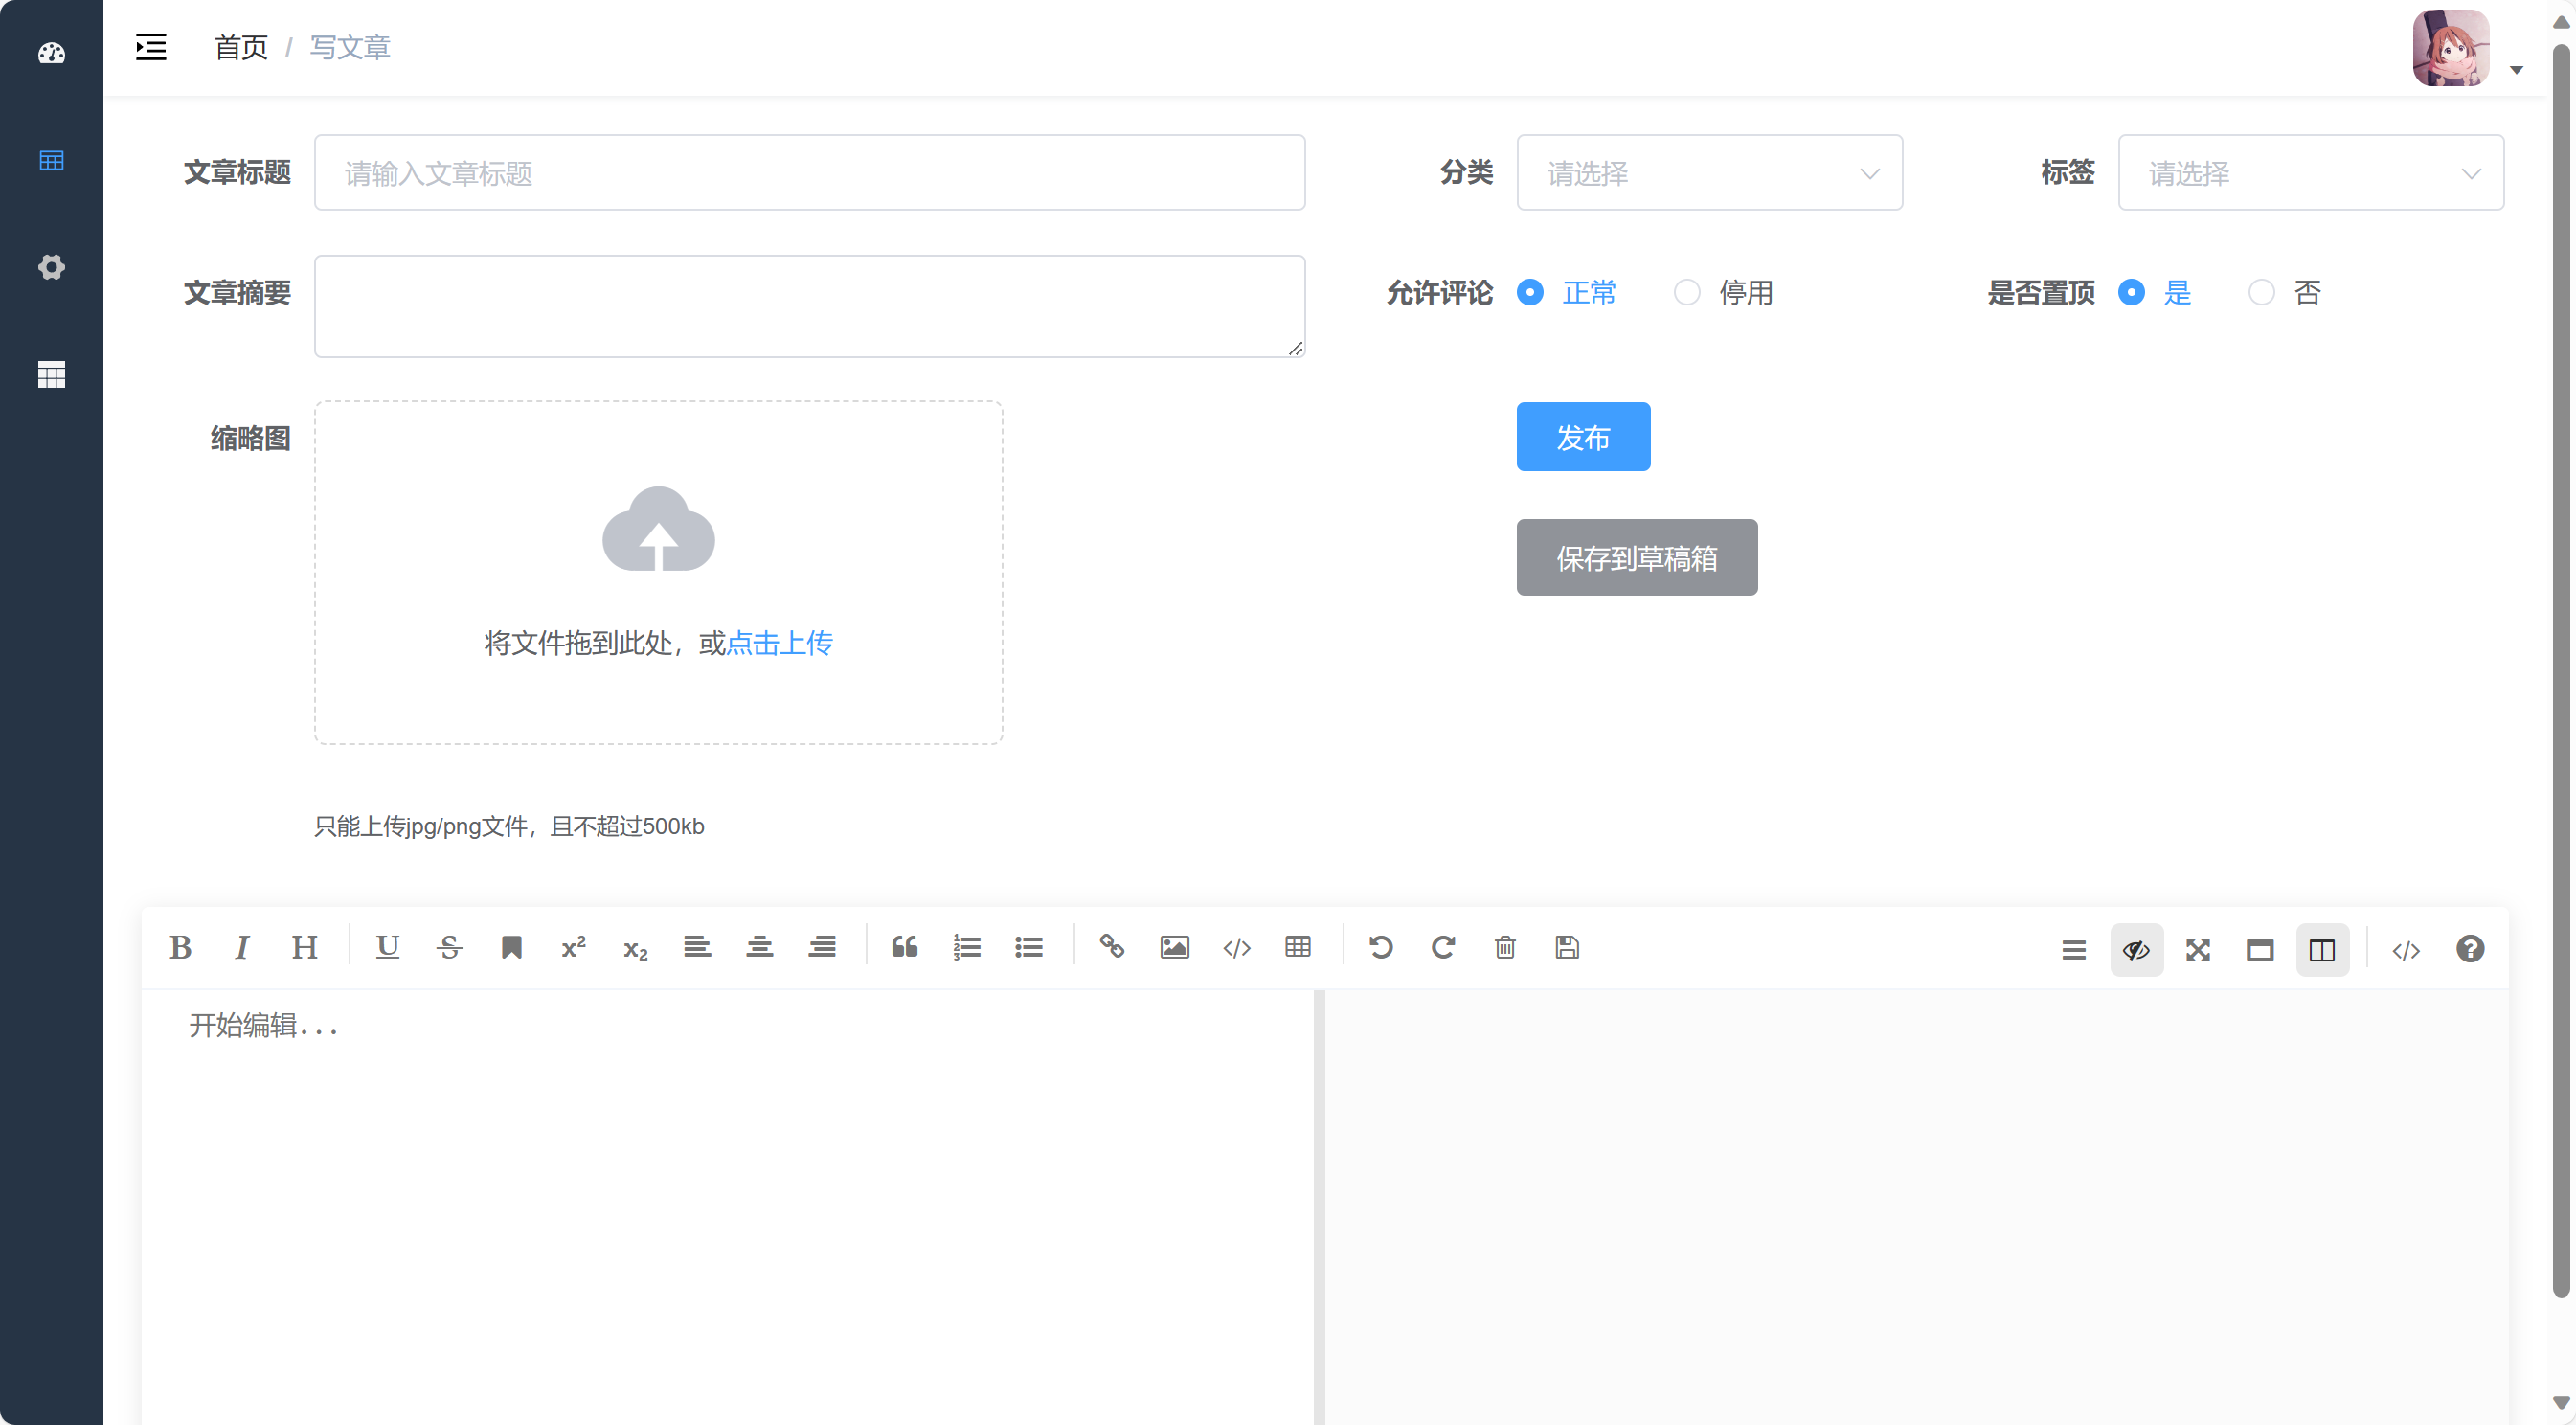 首页 / 写文章
文章标题 请输入文章标题 分类 请选择 标签 请选择
文章摘要 允许评论 正常 停用 是否置顶 是 否
缩略图 发布
保存到草稿箱
将文件拖到此处，或点击上传
只能上传jpg/png文件，且不超过500kb
开始编辑...